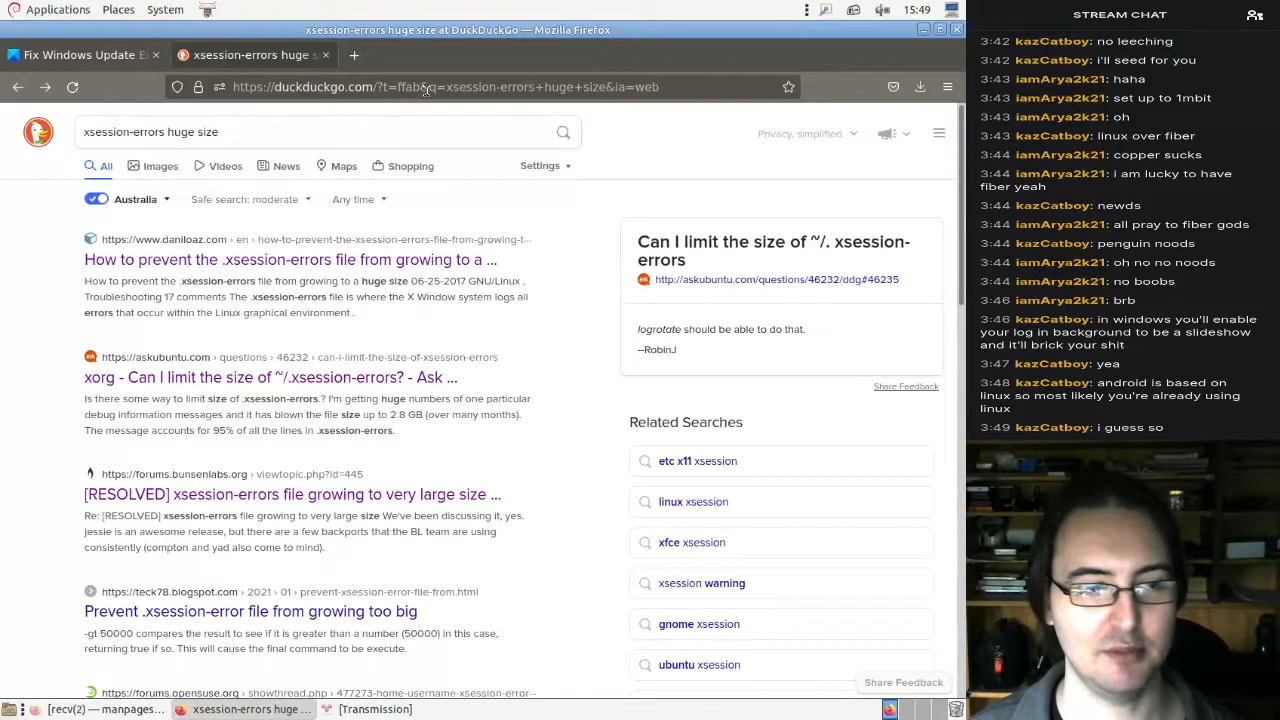 Applications Places System
15:49
xsession-errors huge size at DuckDuckGo — Mozilla Firefox
Fix Windows Update E
xsession-errors huge s
https://duckduckgo.com/?t=ffab&q=xsession-errors+huge+size&ia=web
xsession-errors huge size
Privacy, simplified.
All
Images
Videos
News
Maps
Shopping
Settings
Australia
Safe search: moderate
Any time
https://www.daniloaz.com › en › how-to-prevent-the-xsession-errors-file-from-growing-t...
How to prevent the .xsession-errors file from growing to a ...
How to prevent the .xsession-errors file from growing to a huge size 06-25-2017 GNU/Linux ,
Troubleshooting 17 comments The .xsession-errors file is where the X Window system logs all
errors that occur within the Linux graphical environment .
https://askubuntu.com › questions › 46232 › can-i-limit-the-size-of-xsession-errors
xorg - Can I limit the size of ~/.xsession-errors? - Ask ...
Is there some way to limit size of .xsession-errors.? I'm getting huge numbers of one particular
debug information messages and it has blown the file size up to 2.8 GB (over many months).
The message accounts for 95% of all the lines in .xsession-errors.
https://forums.bunsenlabs.org › viewtopic.php?id=445
[RESOLVED] xsession-errors file growing to very large size ...
Re: [RESOLVED] xsession-errors file growing to very large size We've been discussing it, yes.
jessie is an awesome release, but there are a few backports that the BL team are using
consistently (compton and yad also come to mind).
https://teck78.blogspot.com › 2021 › 01 › prevent-xsession-error-file-from.html
Prevent .xsession-error file from growing too big
-gt 50000 compares the result to see if it is greater than a number (50000) in this case,
returning true if so. This will cause the final command to be execute.
https://forums.opensuse.org › showthread.php › 477273-home-username-xsession-error...
Can I limit the size of ~/. xsession-
errors
http://askubuntu.com/questions/46232/ddg#46235
logrotate should be able to do that.
--RobinJ
Share Feedback
Related Searches
etc x11 xsession
linux xsession
xfce xsession
xsession warning
gnome xsession
ubuntu xsession
Share Feedback
[recv(2) — manpages...
xsession-errors huge ...
[Transmission]
STREAM CHAT
3:42 kazCatboy: no leeching
3:42 kazCatboy: i'll seed for you
3:43 iamArya2k21: haha
3:43 iamArya2k21: set up to 1mbit
3:43 iamArya2k21: oh
3:43 kazCatboy: linux over fiber
3:44 iamArya2k21: copper sucks
3:44 iamArya2k21: i am lucky to have
fiber yeah
3:44 kazCatboy: newds
3:44 iamArya2k21: all pray to fiber gods
3:44 kazCatboy: penguin noods
3:44 iamArya2k21: oh no no noods
3:44 iamArya2k21: no boobs
3:46 iamArya2k21: brb
3:46 kazCatboy: in windows you'll enable
your log in background to be a slideshow
and it'll brick your shit
3:47 kazCatboy: yea
3:48 kazCatboy: android is based on
linux so most likely you're already using
linux
3:49 kazCatboy: i guess so